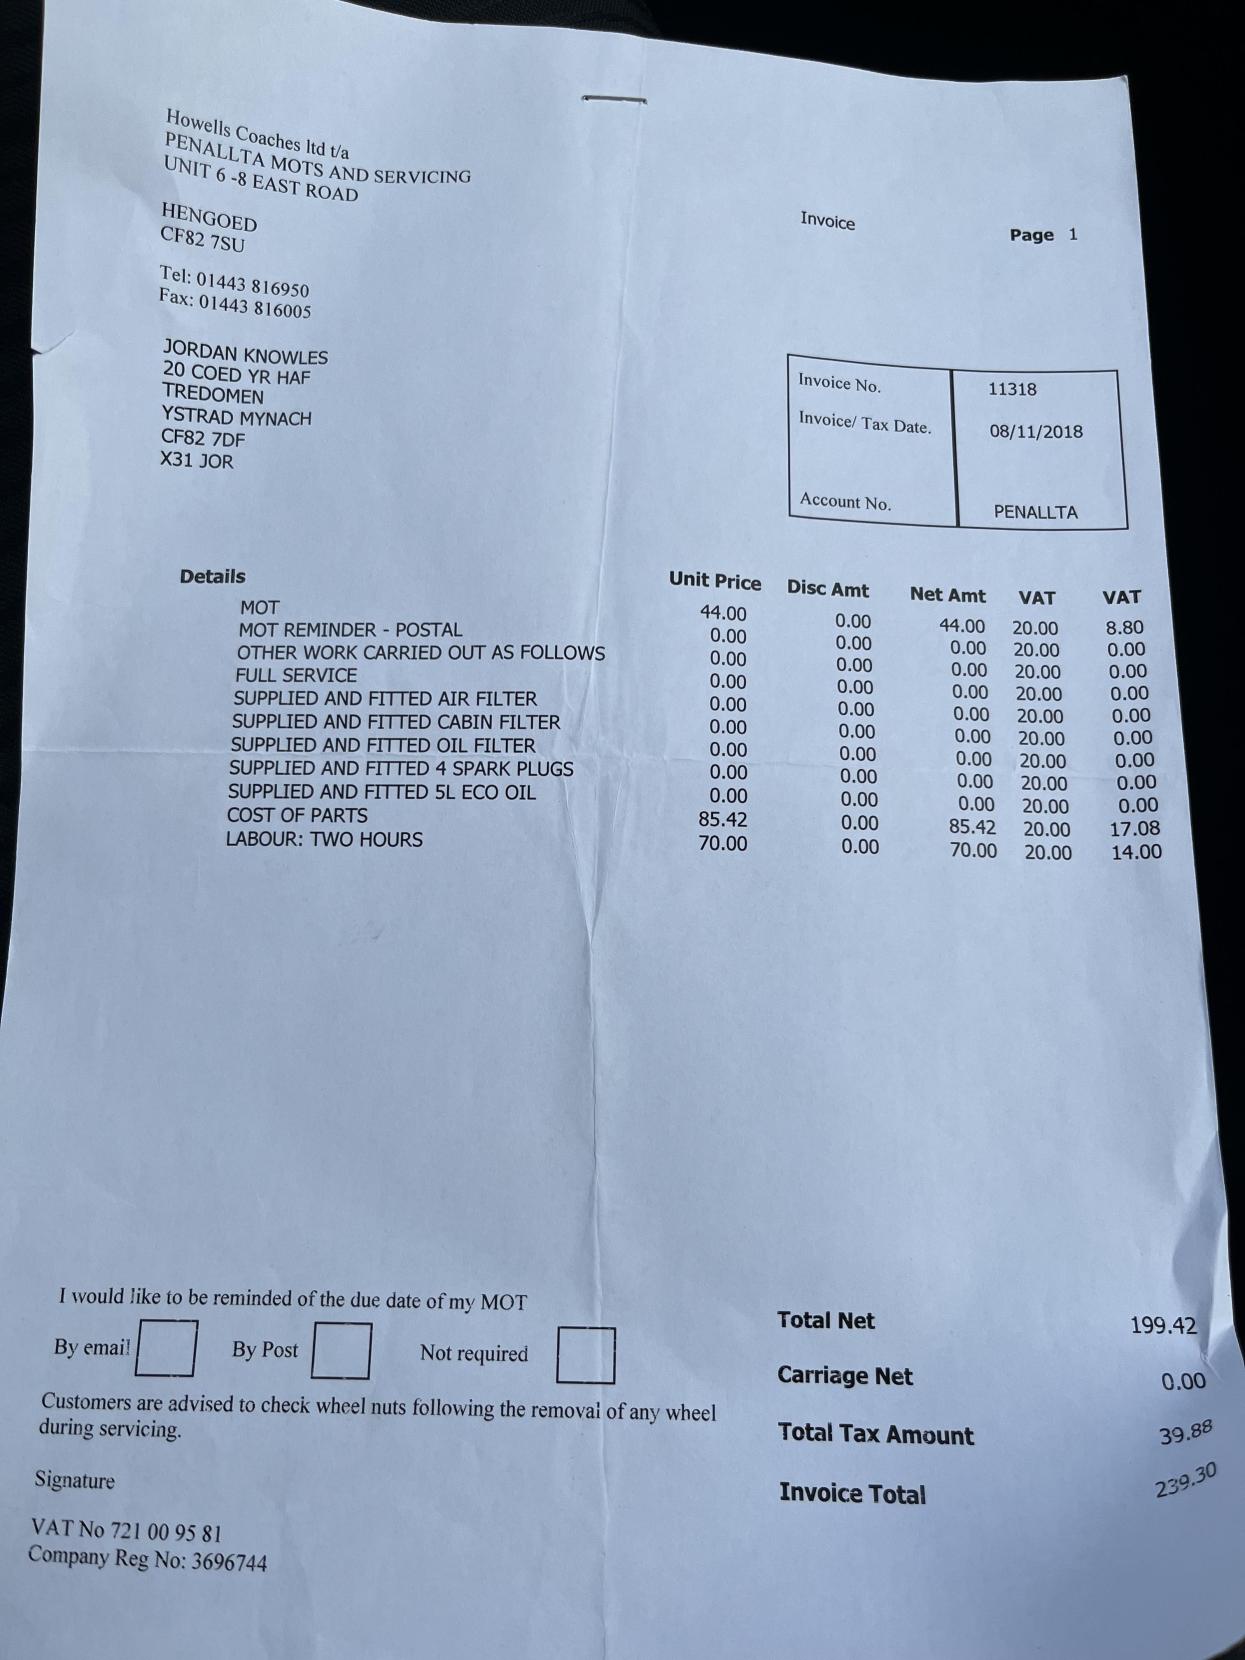 Howells Coaches ltd t/a
PENALLTA MOTS AND SERVICING
UNIT 6 -8 EAST ROAD
HENGOED
CF82 7SU
Tel: 01443 816950
Fax: 01443 816005
Invoice Page 1
JORDAN KNOWLES
20 COED YR HAF
TREDOMEN
YSTRAD MYNACH
CF82 7DF
X31 JOR
Invoice No. 11318
Invoice/ Tax Date. 08/11/2018
Account No. PENALLTA
Details Unit Price Disc Amt Net Amt VAT VAT
MOT 44.00 0.00 44.00 20.00 8.80
MOT REMINDER - POSTAL 0.00 0.00 0.00 20.00 0.00
OTHER WORK CARRIED OUT AS FOLLOWS 0.00 0.00 0.00 20.00 0.00
FULL SERVICE 0.00 0.00 0.00 20.00 0.00
SUPPLIED AND FITTED AIR FILTER 0.00 0.00 0.00 20.00 0.00
SUPPLIED AND FITTED CABIN FILTER 0.00 0.00 0.00 20.00 0.00
SUPPLIED AND FITTED OIL FILTER 0.00 0.00 0.00 20.00 0.00
SUPPLIED AND FITTED 4 SPARK PLUGS 0.00 0.00 0.00 20.00 0.00
SUPPLIED AND FITTED 5L ECO OIL 0.00 0.00 0.00 20.00 0.00
COST OF PARTS 85.42 0.00 85.42 20.00 17.08
LABOUR: TWO HOURS 70.00 0.00 70.00 20.00 14.00
I would like to be reminded of the due date of my MOT
By email By Post Not required
Customers are advised to check wheel nuts following the removal of any wheel
during servicing.
Signature
VAT No 721 00 95 81
Company Reg No: 3696744
Total Net 199.42
Carriage Net 0.00
Total Tax Amount 39.88
Invoice Total 239.30